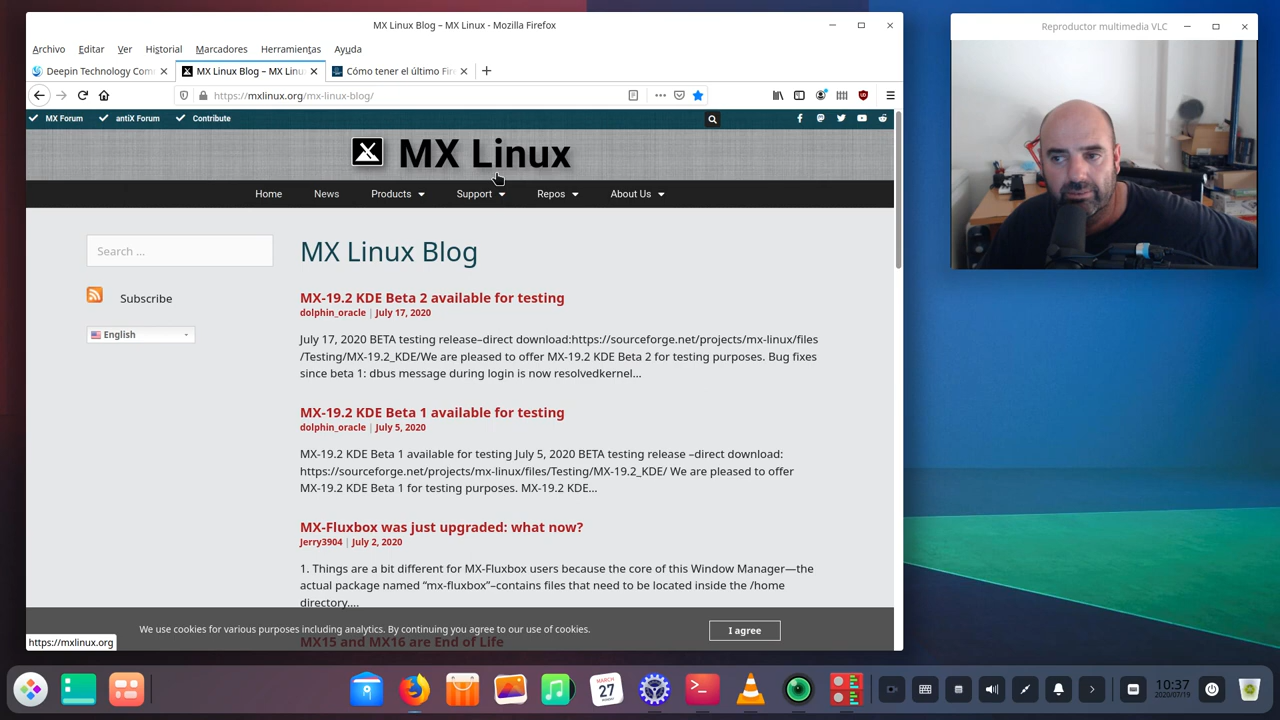 MX Linux Blog – MX Linux - Mozilla Firefox
Reproductor multimedia VLC
Archivo Editar Ver Historial Marcadores Herramientas Ayuda
Deepin Technology Com
MX Linux Blog – MX Linu
Cómo tener el último Fir
https://mxlinux.org/mx-linux-blog/
MX Forum antiX Forum Contribute
MX Linux
Home News Products Support Repos About Us
Search ...
Subscribe
English
MX Linux Blog
MX-19.2 KDE Beta 2 available for testing
dolphin_oracle | July 17, 2020
July 17, 2020 BETA testing release–direct download:https://sourceforge.net/projects/mx-linux/files
/Testing/MX-19.2_KDE/We are pleased to offer MX-19.2 KDE Beta 2 for testing purposes. Bug fixes
since beta 1: dbus message during login is now resolvedkernel...
MX-19.2 KDE Beta 1 available for testing
dolphin_oracle | July 5, 2020
MX-19.2 KDE Beta 1 available for testing July 5, 2020 BETA testing release –direct download:
https://sourceforge.net/projects/mx-linux/files/Testing/MX-19.2_KDE/ We are pleased to offer
MX-19.2 KDE Beta 1 for testing purposes. MX-19.2 KDE...
MX-Fluxbox was just upgraded: what now?
Jerry3904 | July 2, 2020
1. Things are a bit different for MX-Fluxbox users because the core of this Window Manager—the
actual package named “mx-fluxbox”–contains files that need to be located inside the /home
directory....
We use cookies for various purposes including analytics. By continuing you agree to our use of cookies.
I agree
MX15 and MX16 are End of Life
https://mxlinux.org
MARCH
27
10:37
2020/07/19